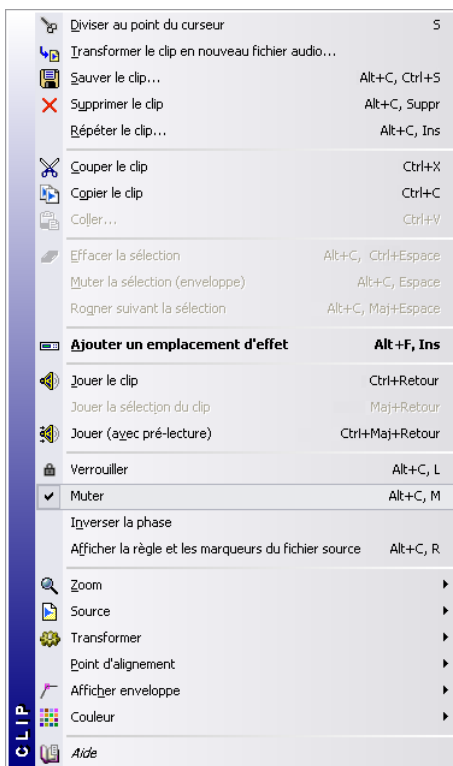 Diviser au point du curseur S
Transformer le clip en nouveau fichier audio...
Sauver le clip... Alt+C, Ctrl+S
Supprimer le clip Alt+C, Suppr
Répéter le clip... Alt+C, Ins
Couper le clip Ctrl+X
Copier le clip Ctrl+C
Coller... Ctrl+V
Effacer la sélection Alt+C, Ctrl+Espace
Muter la sélection (enveloppe) Alt+C, Espace
Rogner suivant la sélection Alt+C, Maj+Espace
Ajouter un emplacement d'effet Alt+F, Ins
Jouer le clip Ctrl+Retour
Jouer la sélection du clip Maj+Retour
Jouer (avec pré-lecture) Ctrl+Maj+Retour
Verrouiller Alt+C, L
Muter Alt+C, M
Inverser la phase
Afficher la règle et les marqueurs du fichier source Alt+C, R
Zoom
Source
Transformer
Point d'alignement
Afficher enveloppe
Couleur
Aide
CLIP